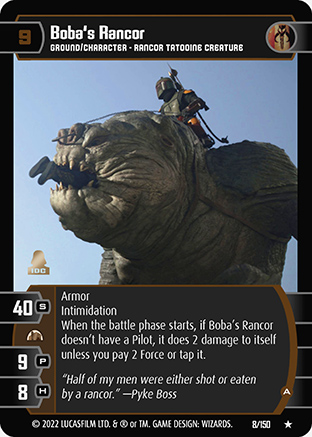 9
Boba's Rancor
GROUND/CHARACTER - RANCOR TATOOINE CREATURE
IDC
40 S
9 P
8 H
Armor
Intimidation
When the battle phase starts, if Boba's Rancor
doesn't have a Pilot, it does 2 damage to itself
unless you pay 2 Force or tap it.
"Half of my men were either shot or eaten
by a rancor." —Pyke Boss
A
© 2022 LUCASFILM LTD. & ® or TM. GAME DESIGN: WIZARDS. 8/150 ★